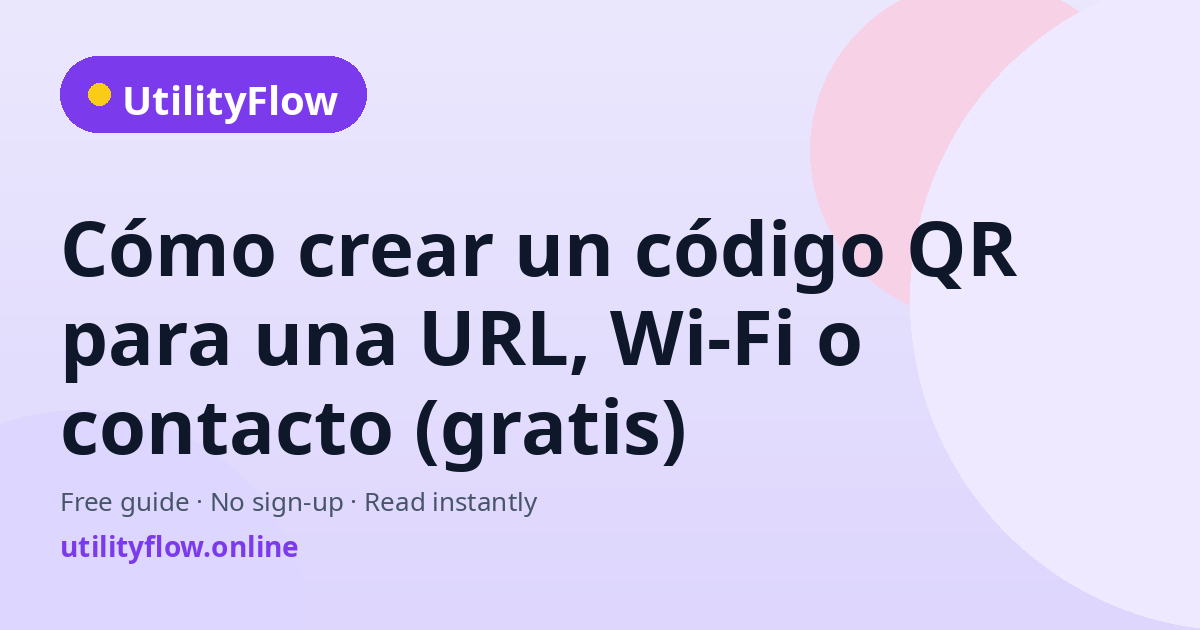 UtilityFlow
Cómo crear un código QR
para una URL, Wi-Fi o
contacto (gratis)
Free guide · No sign-up · Read instantly
utilityflow.online